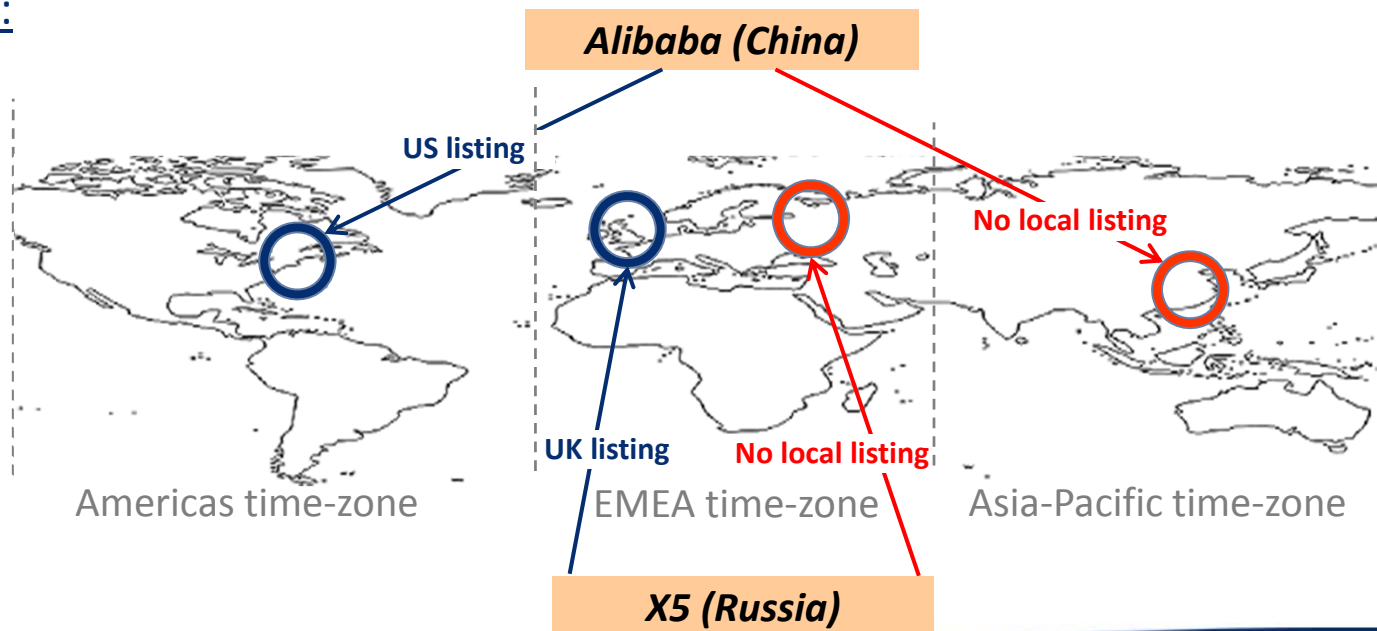 :
Alibaba (China)
US listing
No local listing
UK listing
No local listing
Americas time-zone
EMEA time-zone
Asia-Pacific time-zone
X5 (Russia)